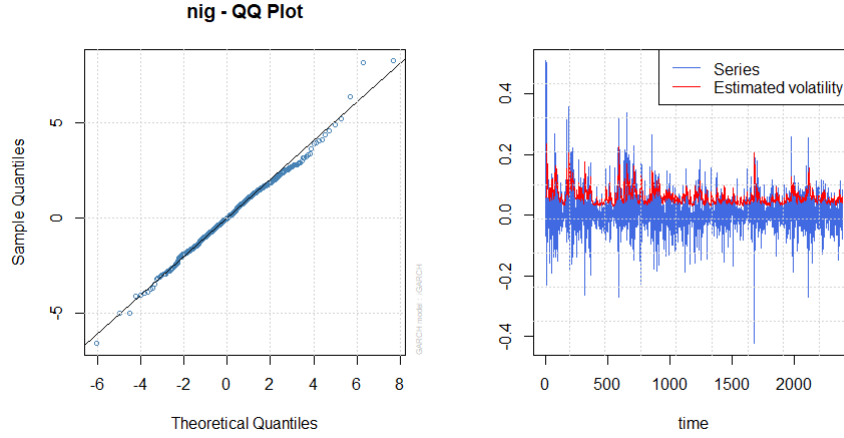 nig - QQ Plot
Sample Quantiles
5
0
-5
GARCH model : GARCH
-6 -4 -2 0 2 4 6 8
Theoretical Quantiles
Series
Estimated volatility
0.4
0.2
0.0
-0.2
-0.4
0 500 1000 1500 2000
time